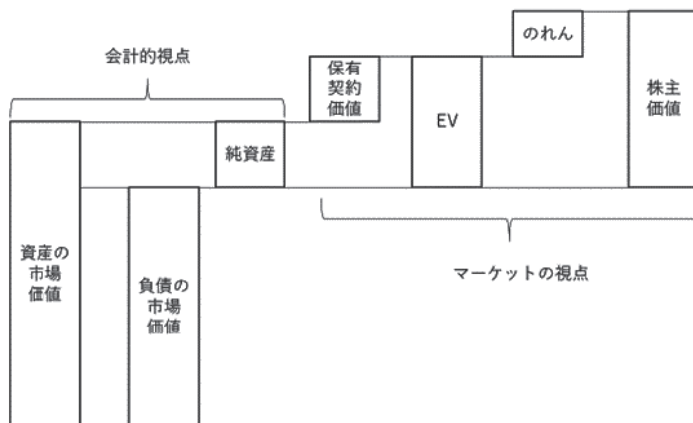 会計的視点
のれん
保有
契約
価値
EV
株主
価値
純資産
資産の
市場
価値
負債の
市場
価値
マーケットの視点